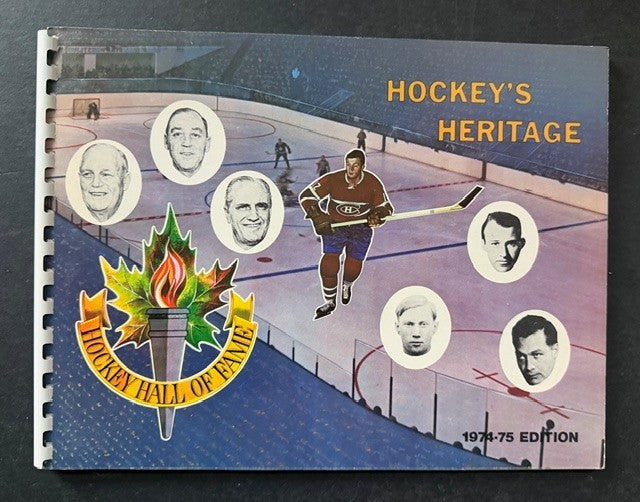 HOCKEY'S
HERITAGE
HOCKEY HALL OF FAME
1974-75 EDITION